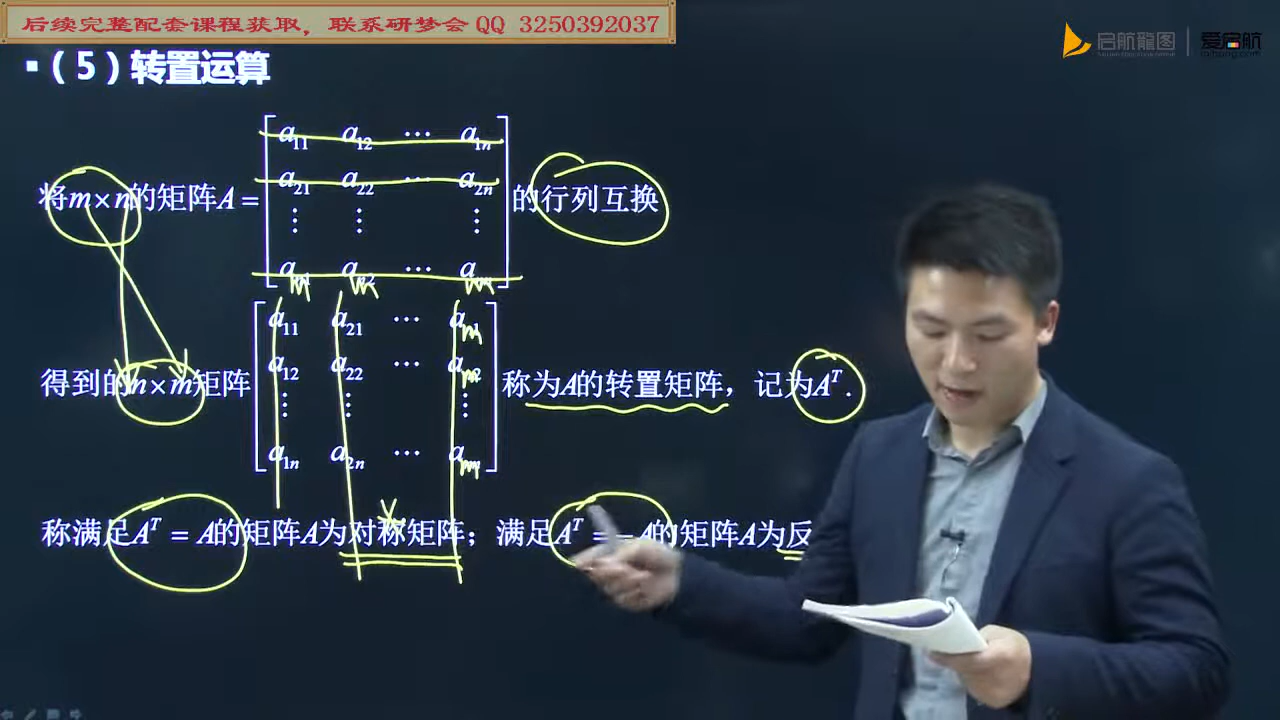 后续完整配套课程获取，联系研梦会QQ 3250392037
启航龍图 | 爱启航
▪（5）转置运算
a₁₁ a₁₂ ⋯ a₁ₙ
将m×n的矩阵A= a₂₁ a₂₂ ⋯ a₂ₙ 的行列互换
⋮ ⋮ ⋮
a₁₁ a₂₁ ⋯
得到的n×m矩阵 a₁₂ a₂₂ ⋯ 称为A的转置矩阵，记为Aᵀ.
⋮ ⋮ ⋮
a₁ₙ a₂ₙ ⋯
称满足Aᵀ = A的矩阵A为对称矩阵；满足Aᵀ = −A的矩阵A为反